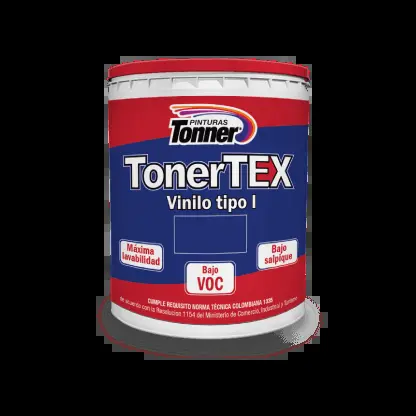 PINTURAS
Tonner
TonerTEX
Vinilo tipo I
Máxima
lavabilidad
Bajo
VOC
Bajo
salpique
CUMPLE REQUISITO NORMA TÉCNICA COLOMBIANA 1335
de acuerdo con la Resolución 1154 del Ministerio de Comercio, Industria y Turismo